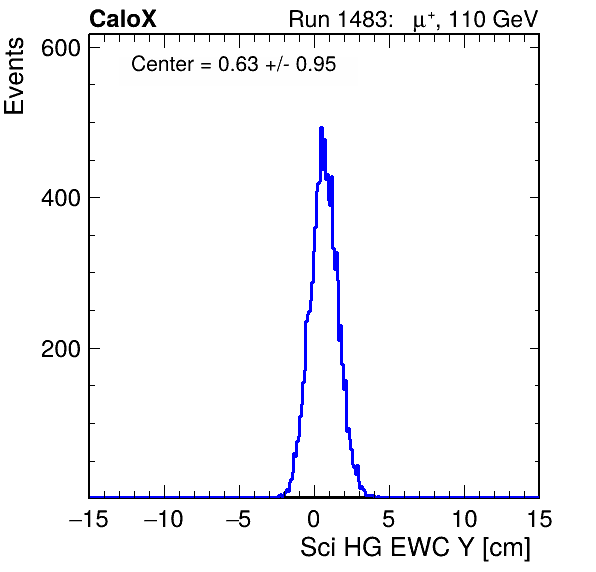 CaloX Run 1483: μ⁺, 110 GeV
Center = 0.63 +/- 0.95
Events
600
400
200
−15 −10 −5 0 5 10 15
Sci HG EWC Y [cm]